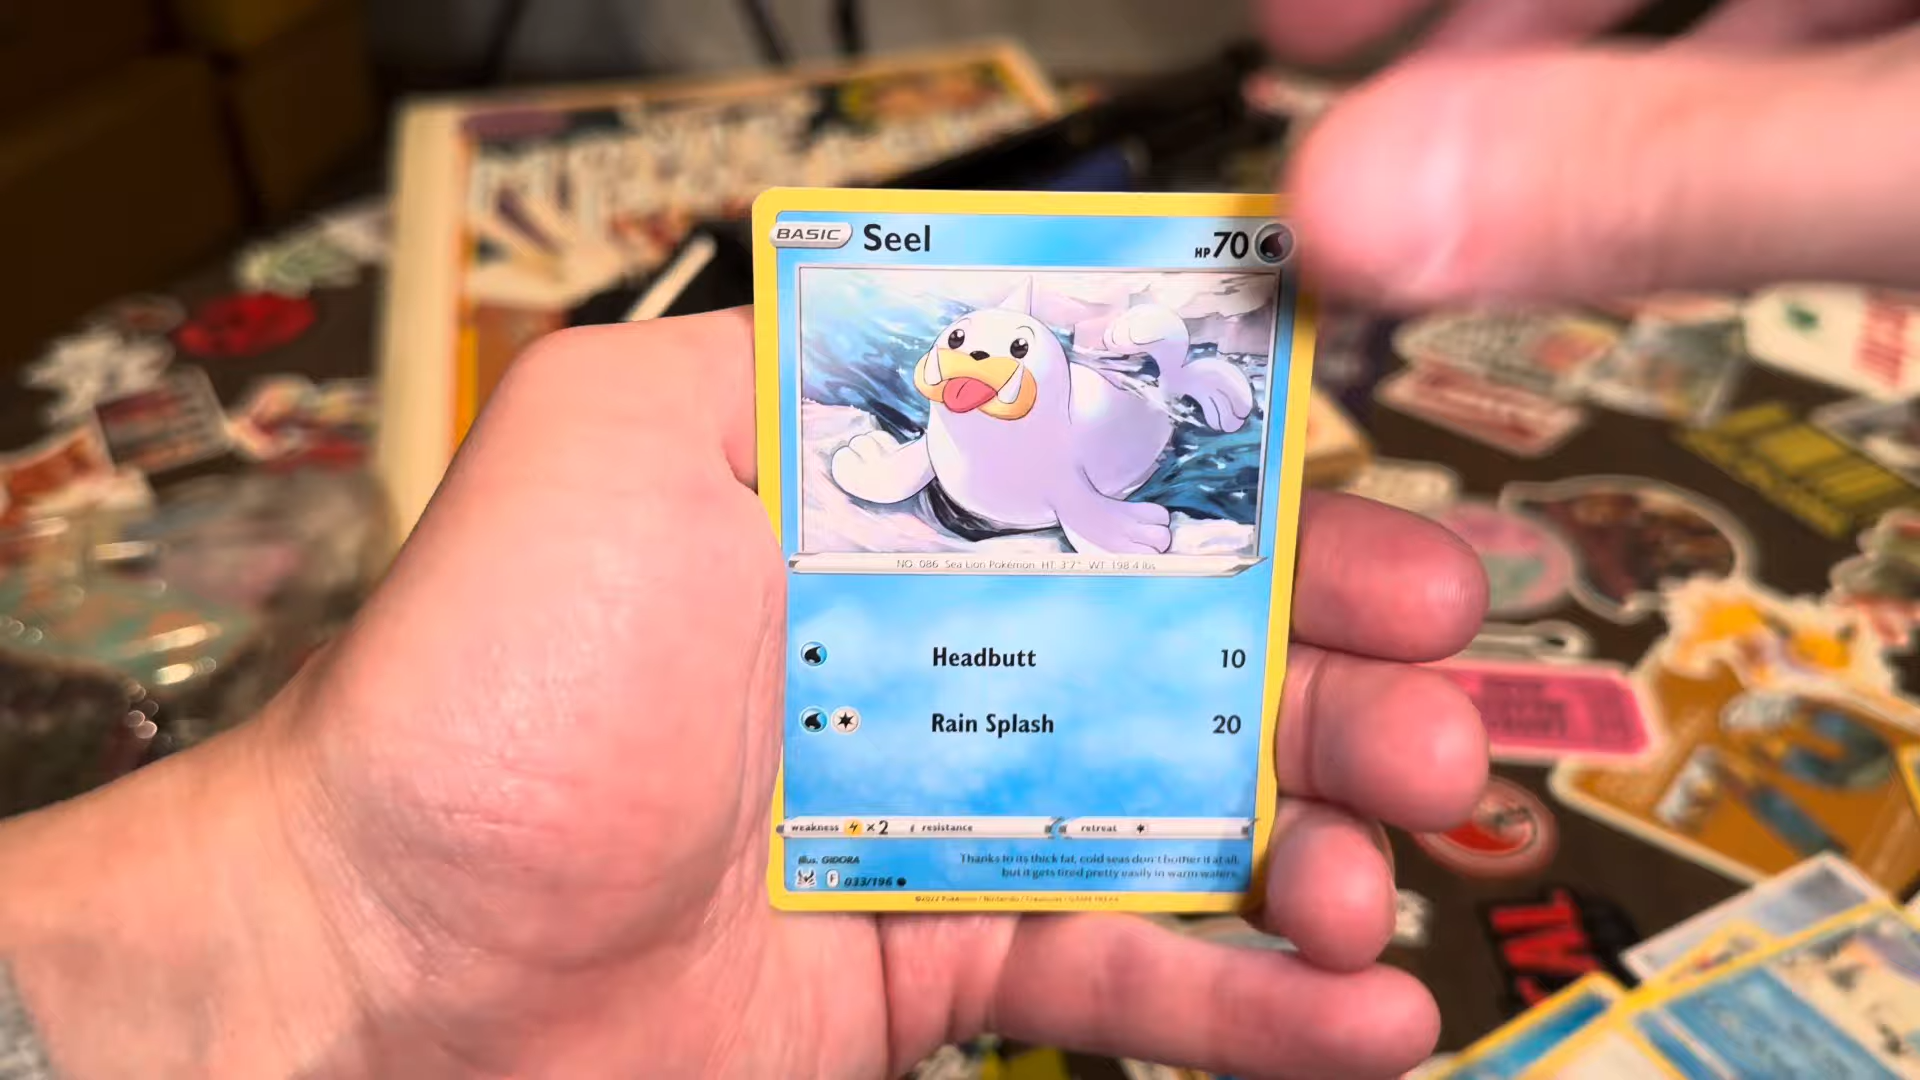 BASIC Seel HP 70
NO. 086 Sea Lion Pokémon HT: 3'7" WT: 198.4 lbs
Headbutt 10
Rain Splash 20
weakness ×2 resistance retreat
Illus. GIDORA
Thanks to its thick fat, cold seas don't bother it at all,
but it gets tired pretty easily in warm waters.
F 033/196
©2022 Pokémon / Nintendo / Creatures / GAME FREAK